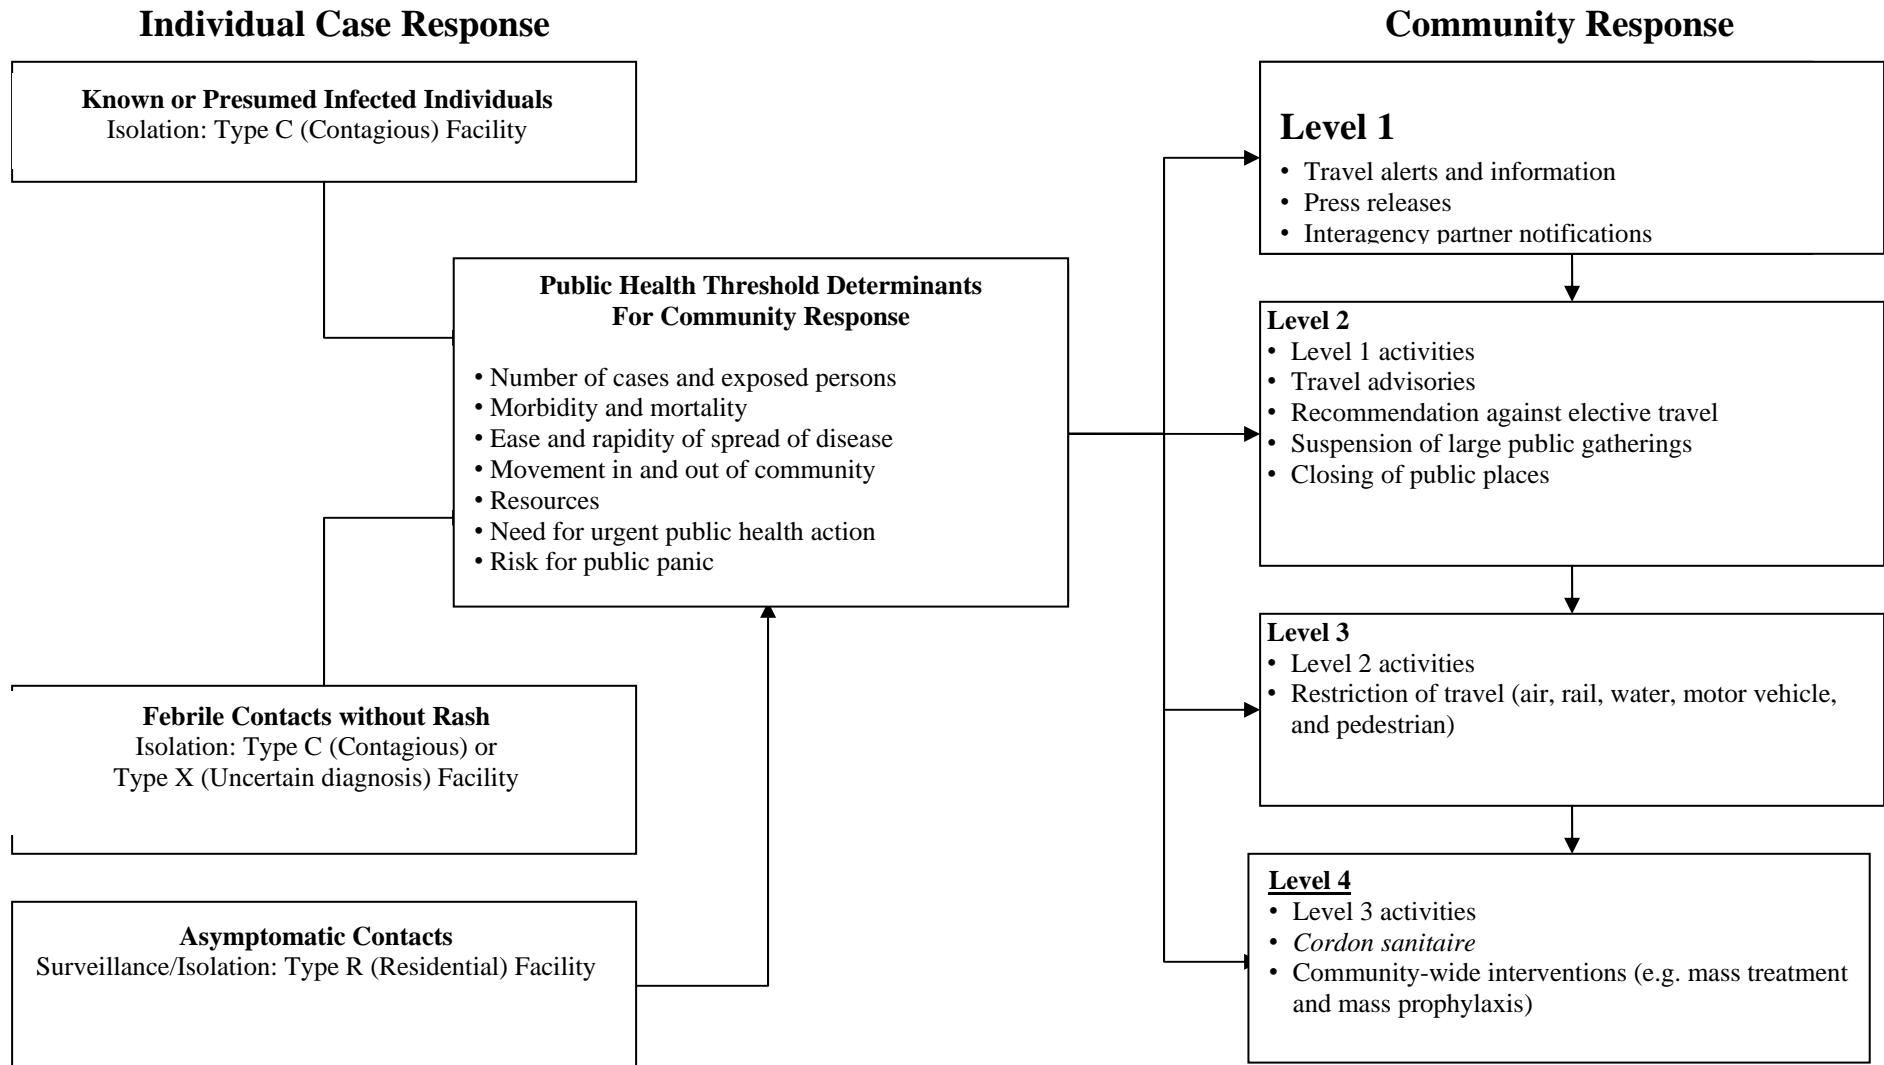 Individual Case Response
Community Response
Known or Presumed Infected Individuals
Isolation: Type C (Contagious) Facility
Public Health Threshold Determinants
For Community Response
• Number of cases and exposed persons
• Morbidity and mortality
• Ease and rapidity of spread of disease
• Movement in and out of community
• Resources
• Need for urgent public health action
• Risk for public panic
Febrile Contacts without Rash
Isolation: Type C (Contagious) or
Type X (Uncertain diagnosis) Facility
Asymptomatic Contacts
Surveillance/Isolation: Type R (Residential) Facility
Level 1
• Travel alerts and information
• Press releases
• Interagency partner notifications
Level 2
• Level 1 activities
• Travel advisories
• Recommendation against elective travel
• Suspension of large public gatherings
• Closing of public places
Level 3
• Level 2 activities
• Restriction of travel (air, rail, water, motor vehicle,
and pedestrian)
Level 4
• Level 3 activities
• Cordon sanitaire
• Community-wide interventions (e.g. mass treatment
and mass prophylaxis)